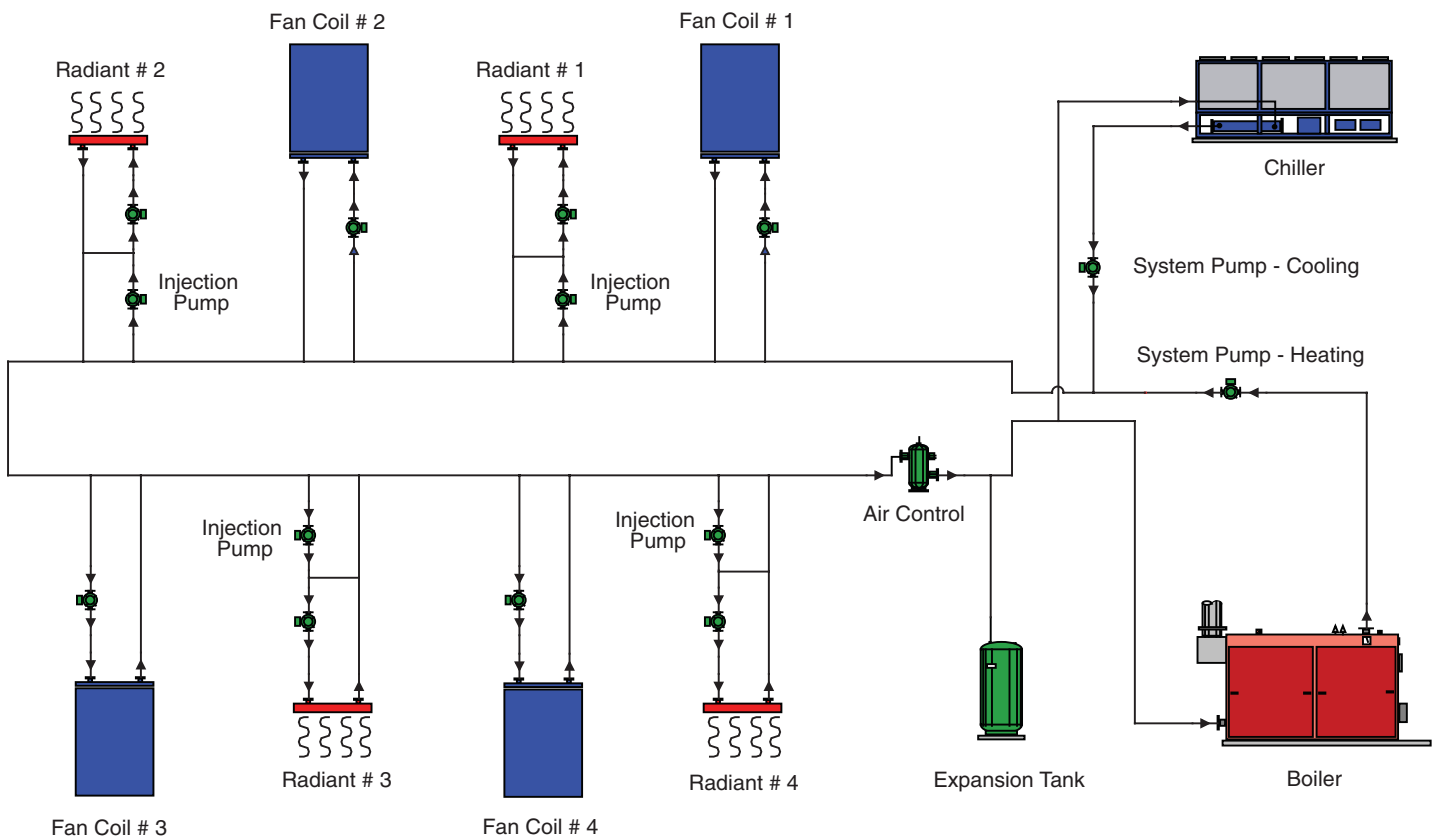 Fan Coil # 2
Fan Coil # 1
Radiant # 2
Radiant # 1
Chiller
Injection
Pump
Injection
Pump
System Pump - Cooling
System Pump - Heating
Injection
Pump
Injection
Pump
Air Control
Radiant # 3
Radiant # 4
Expansion Tank
Boiler
Fan Coil # 3
Fan Coil # 4